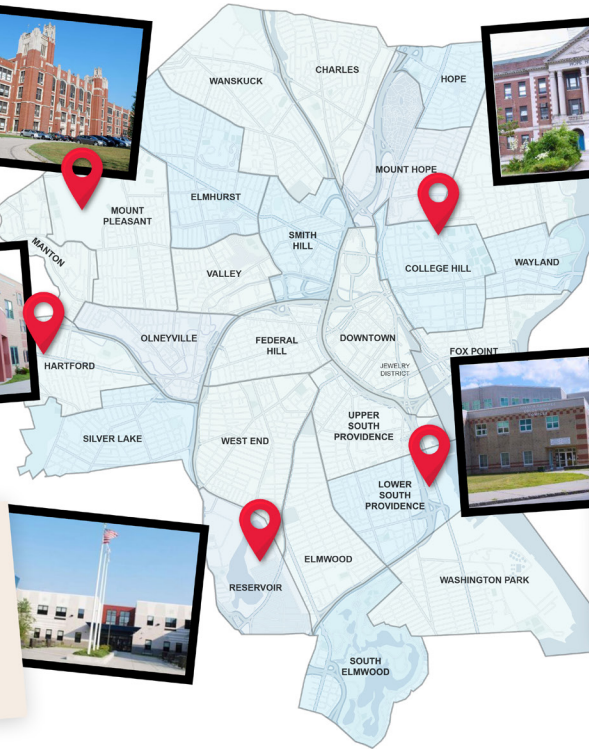 WANSKUCK
CHARLES
HOPE
MOUNT HOPE
ELMHURST
MOUNT
PLEASANT
SMITH
HILL
MANTON
VALLEY
COLLEGE HILL
WAYLAND
OLNEYVILLE
FEDERAL
HILL
DOWNTOWN
FOX POINT
JEWELRY
DISTRICT
HARTFORD
SILVER LAKE
WEST END
UPPER
SOUTH
PROVIDENCE
LOWER
SOUTH
PROVIDENCE
ELMWOOD
RESERVOIR
WASHINGTON PARK
SOUTH
ELMWOOD